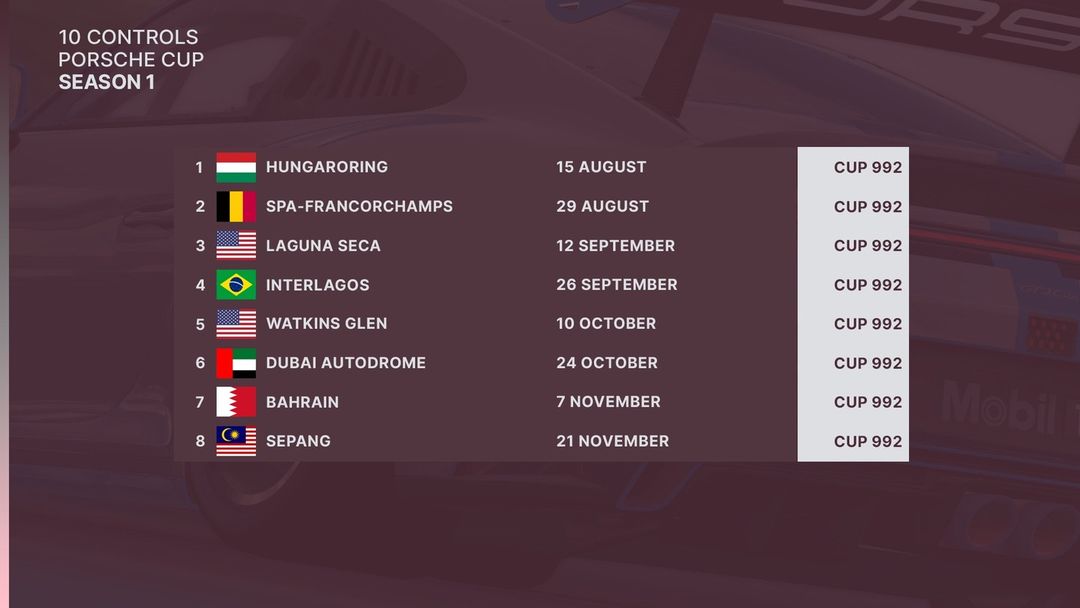 10 CONTROLS
PORSCHE CUP
SEASON 1
1 HUNGARORING 15 AUGUST CUP 992
2 SPA-FRANCORCHAMPS 29 AUGUST CUP 992
3 LAGUNA SECA 12 SEPTEMBER CUP 992
4 INTERLAGOS 26 SEPTEMBER CUP 992
5 WATKINS GLEN 10 OCTOBER CUP 992
6 DUBAI AUTODROME 24 OCTOBER CUP 992
7 BAHRAIN 7 NOVEMBER CUP 992
8 SEPANG 21 NOVEMBER CUP 992
Mobil